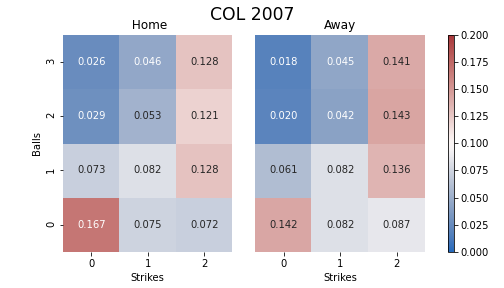 COL 2007
Home Away
3 0.026 0.046 0.128 0.018 0.045 0.141
2 0.029 0.053 0.121 0.020 0.042 0.143
1 0.073 0.082 0.128 0.061 0.082 0.136
0 0.167 0.075 0.072 0.142 0.082 0.087
Balls
0 1 2 0 1 2
Strikes Strikes
0.200
0.175
0.150
0.125
0.100
0.075
0.050
0.025
0.000